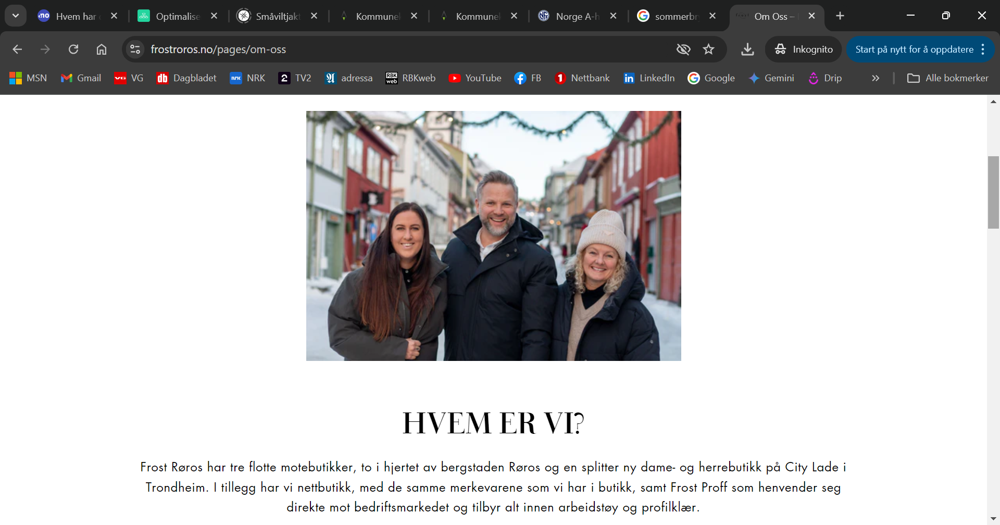 Hvem har
Optimalise
Småviltjakt
Kommune
Kommune
Norge A-h
sommerbr
Om Oss –
frostroros.no/pages/om-oss
Inkognito
Start på nytt for å oppdatere
MSN
Gmail
VG
Dagbladet
NRK
TV2
adressa
RBKweb
YouTube
FB
Nettbank
LinkedIn
Google
Gemini
Drip
Alle bokmerker
HVEM ER VI?
Frost Røros har tre flotte motebutikker, to i hjertet av bergstaden Røros og en splitter ny dame- og herrebutikk på City Lade i
Trondheim. I tillegg har vi nettbutikk, med de samme merkevarene som vi har i butikk, samt Frost Proff som henvender seg
direkte mot bedriftsmarkedet og tilbyr alt innen arbeidstøy og profilklær.